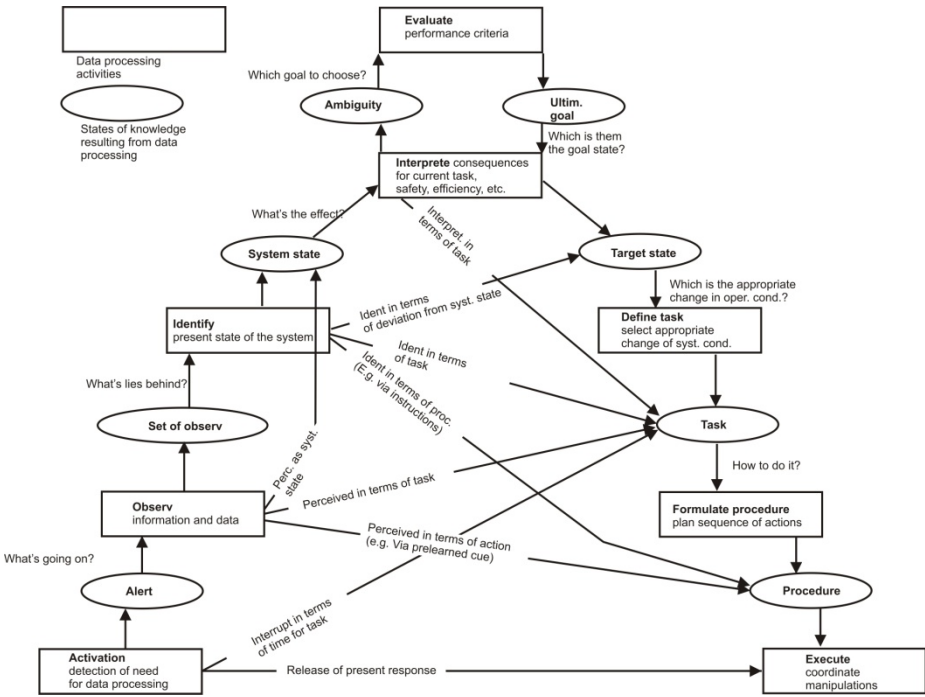 Evaluate
performance criteria
Data processing
activities
Which goal to choose?
Ambiguity
Ultim.
goal
States of knowledge
resulting from data
processing
Which is them
the goal state?
Interprete consequences
for current task,
safety, efficiency, etc.
What's the effect?
Interpret. in
terms of task
System state
Target state
Ident in terms
of deviation from syst. state
Which is the appropriate
change in oper. cond.?
Identify
present state of the system
Define task
select appropriate
change of syst. cond.
Ident in terms
of task
Ident in terms of proc.
(E.g. via instructions)
What's lies behind?
Set of observ
Task
Perc. as syst.
state
How to do it?
Perceived in terms of task
Observ
information and data
Formulate procedure
plan sequence of actions
Perceived in terms of action
(e.g. Via prelearned cue)
What's going on?
Alert
Procedure
Interrupt in terms
of time for task
Activation
detection of need
for data processing
Release of present response
Execute
coordinate
manipulations